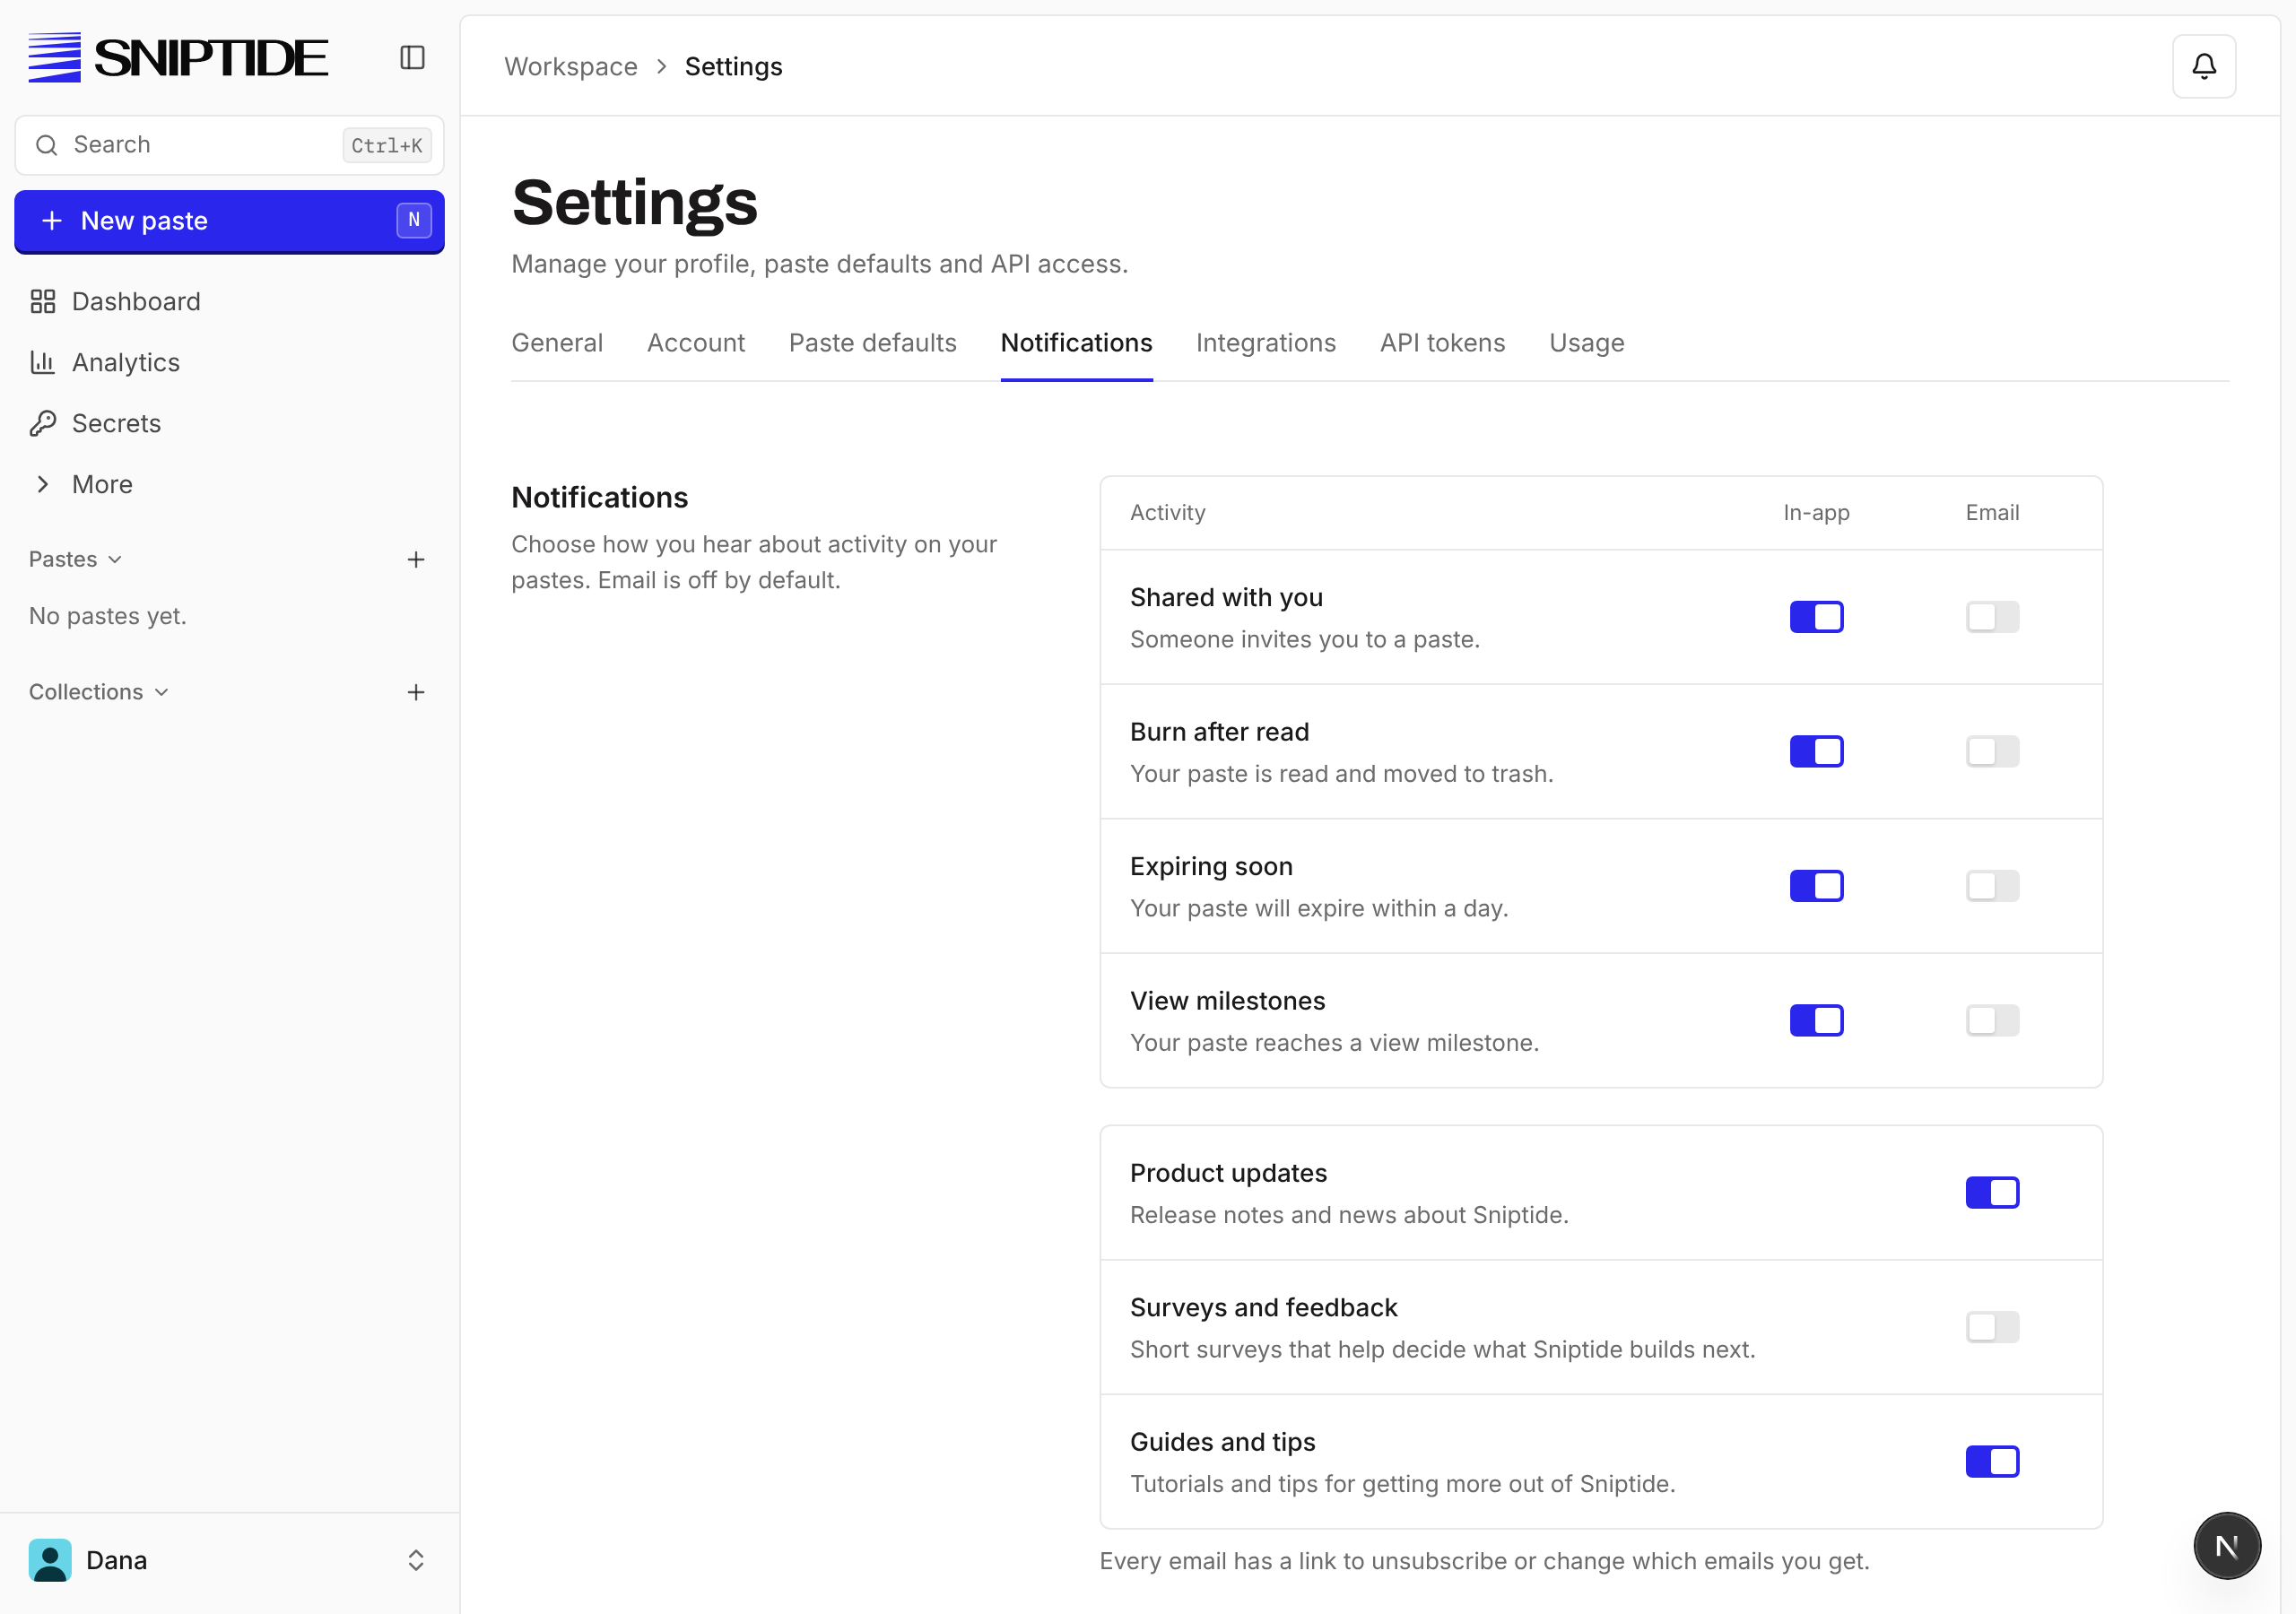 SNIPTIDE
Search
Ctrl+K
New paste
N
Dashboard
Analytics
Secrets
More
Pastes
No pastes yet.
Collections
Dana
Workspace
Settings
Settings
Manage your profile, paste defaults and API access.
General
Account
Paste defaults
Notifications
Integrations
API tokens
Usage
Notifications
Choose how you hear about activity on your
pastes. Email is off by default.
Activity
In-app
Email
Shared with you
Someone invites you to a paste.
Burn after read
Your paste is read and moved to trash.
Expiring soon
Your paste will expire within a day.
View milestones
Your paste reaches a view milestone.
Product updates
Release notes and news about Sniptide.
Surveys and feedback
Short surveys that help decide what Sniptide builds next.
Guides and tips
Tutorials and tips for getting more out of Sniptide.
Every email has a link to unsubscribe or change which emails you get.
N